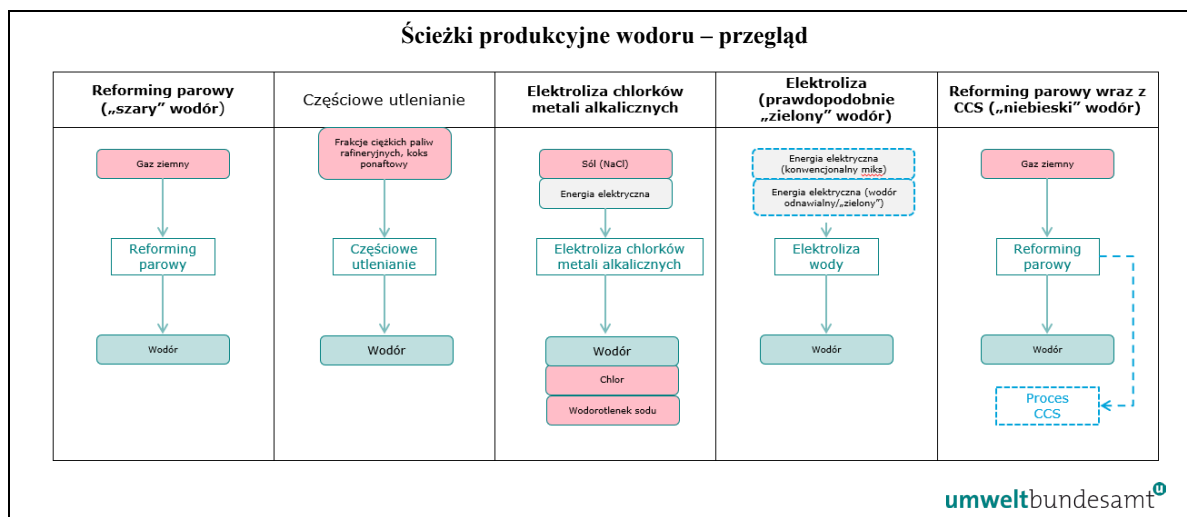 Ścieżki produkcyjne wodoru – przegląd
Reforming parowy
(„szary” wodór)
Gaz ziemny
Reforming
parowy
Wodór
Częściowe utlenianie
Frakcje ciężkich paliw
rafineryjnych, koks
ponaftowy
Częściowe
utlenianie
Wodór
Elektroliza chlorków
metali alkalicznych
Sól (NaCl)
Energia elektryczna
Elektroliza chlorków
metali alkalicznych
Wodór
Chlor
Wodorotlenek sodu
Elektroliza
(prawdopodobnie
„zielony” wodór)
Energia elektryczna
(konwencjonalny miks)
Energia elektryczna (wodór
odnawialny/„zielony”)
Elektroliza
wody
Wodór
Reforming parowy wraz z
CCS („niebieski” wodór)
Gaz ziemny
Reforming
parowy
Wodór
Proces
CCS
umweltbundesamt
u